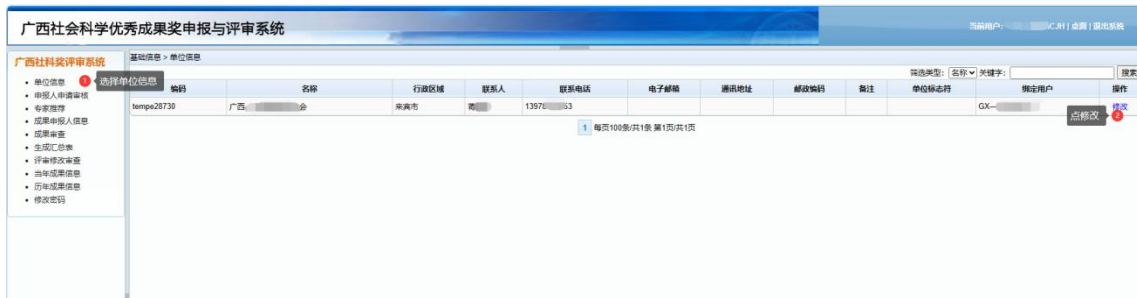 广西社会科学优秀成果奖申报与评审系统
当前用户: CJH | 桌面 | 退出系统
广西社科奖评审系统
• 单位信息
• 申报人申请审核
• 专家推荐
• 成果申报人信息
• 成果审查
• 生成汇总表
• 评审修改审查
• 当年成果信息
• 历年成果信息
• 修改密码
1 选择单位信息
基础信息 > 单位信息
筛选类型: 名称 关键字: 搜索
编码 名称 行政区域 联系人 联系电话 电子邮箱 通讯地址 邮政编码 备注 单位标志符 绑定用户 操作
tempe28730 广西 会 来宾市 1397 53 GX— 修改
点修改 2
1 每页100条/共1条 第1页/共1页